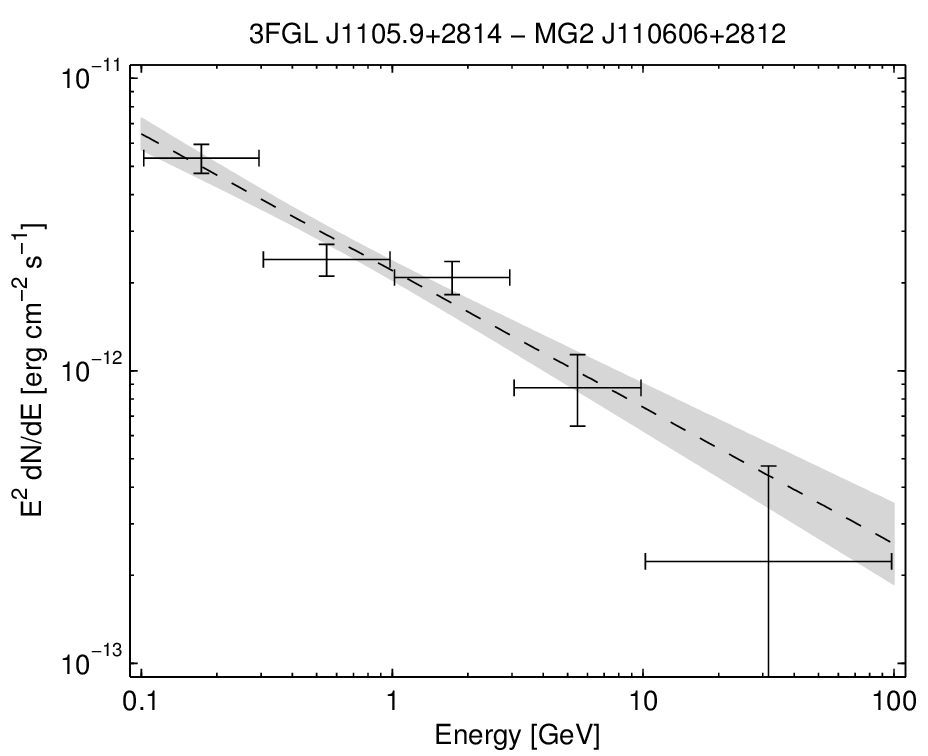 3FGL J1105.9+2814 − MG2 J110606+2812
E² dN/dE [erg cm⁻² s⁻¹]
10⁻¹¹
10⁻¹²
10⁻¹³
0.1 1 10 100
Energy [GeV]